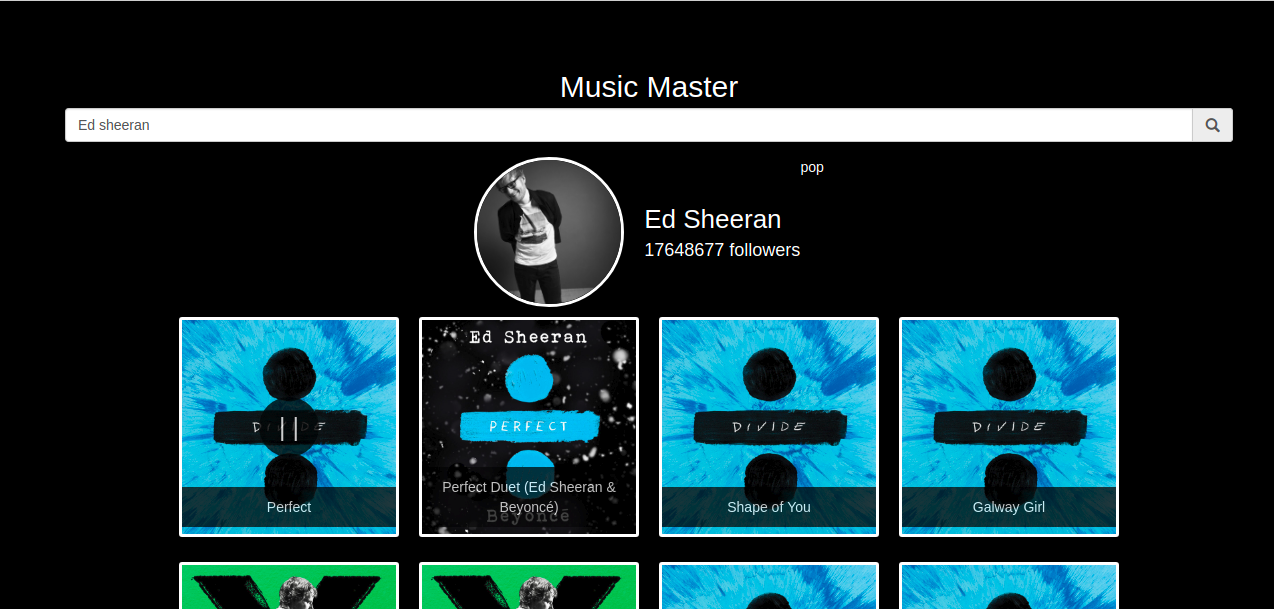 Music Master
Ed sheeran
pop
Ed Sheeran
17648677 followers
DIVIDE
Perfect
Ed Sheeran
PERFECT
Perfect Duet (Ed Sheeran &
Beyoncé)
Beyoncé
DIVIDE
Shape of You
DIVIDE
Galway Girl